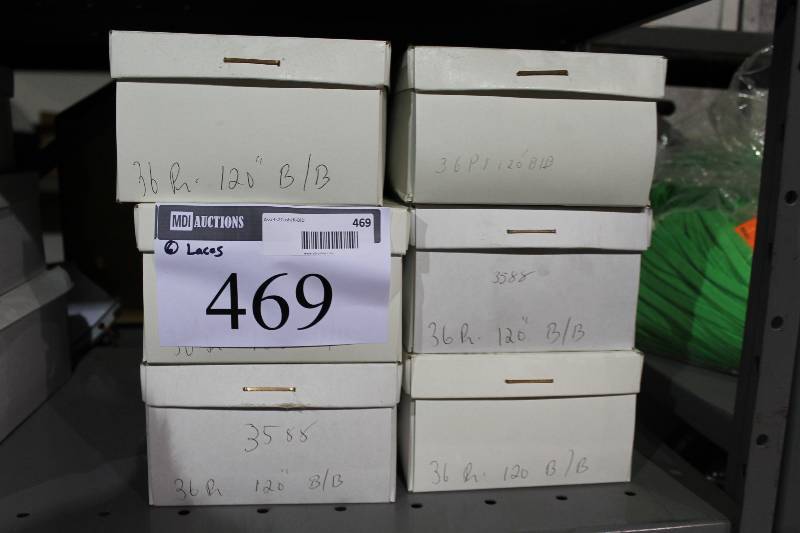 36 Pr. 120" B/B
36 Pr 120" B/B
MDI AUCTIONS
469
6 Laces
469
3588
36 Pr. 120" B/B
3588
36 Pr 120" B/B
36 Pr. 120 B/B